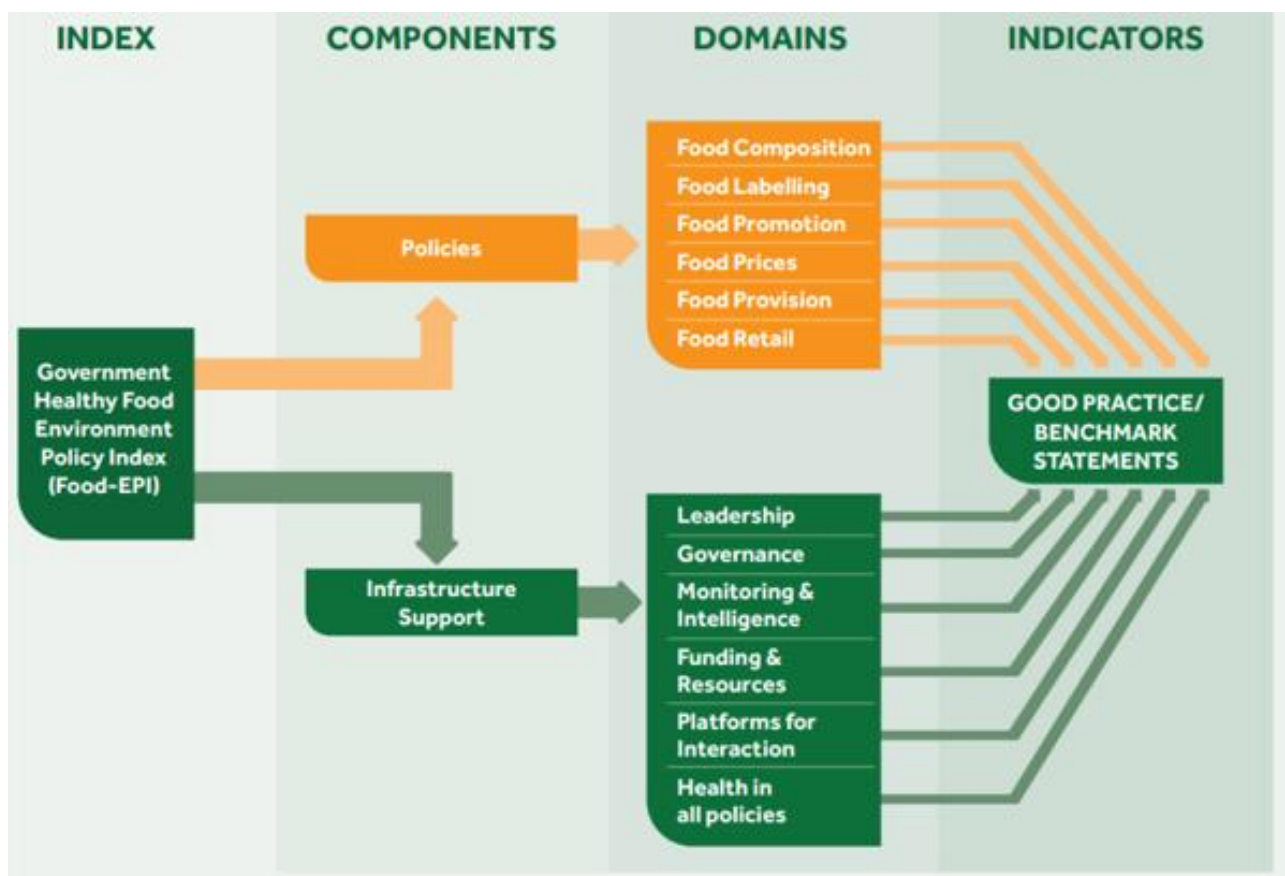 INDEX
COMPONENTS
DOMAINS
INDICATORS
Government
Healthy Food
Environment
Policy Index
(Food-EPI)
Policies
Infrastructure
Support
Food Composition
Food Labelling
Food Promotion
Food Prices
Food Provision
Food Retail
Leadership
Governance
Monitoring &
Intelligence
Funding &
Resources
Platforms for
Interaction
Health in
all policies
GOOD PRACTICE/
BENCHMARK
STATEMENTS